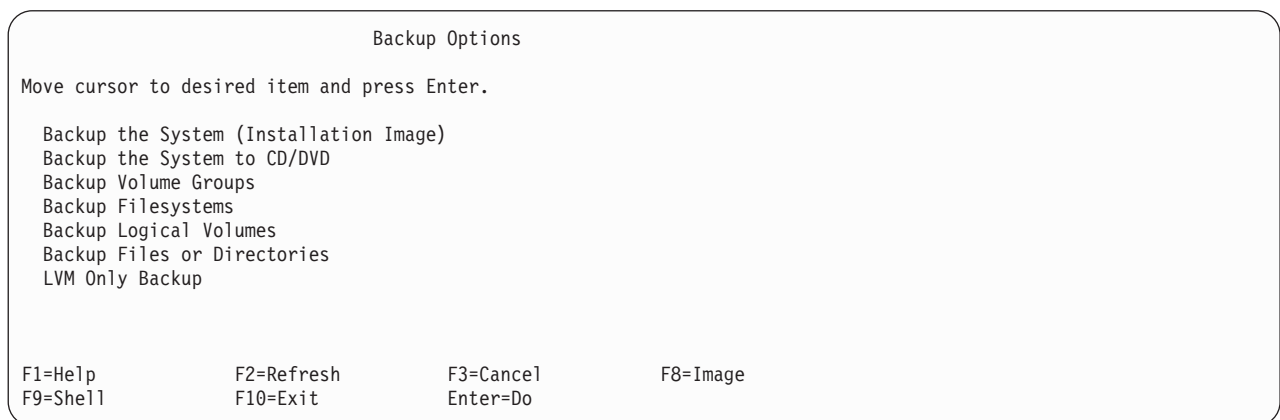 Backup Options
Move cursor to desired item and press Enter.
Backup the System (Installation Image)
Backup the System to CD/DVD
Backup Volume Groups
Backup Filesystems
Backup Logical Volumes
Backup Files or Directories
LVM Only Backup
F1=Help F2=Refresh F3=Cancel F8=Image
F9=Shell F10=Exit Enter=Do